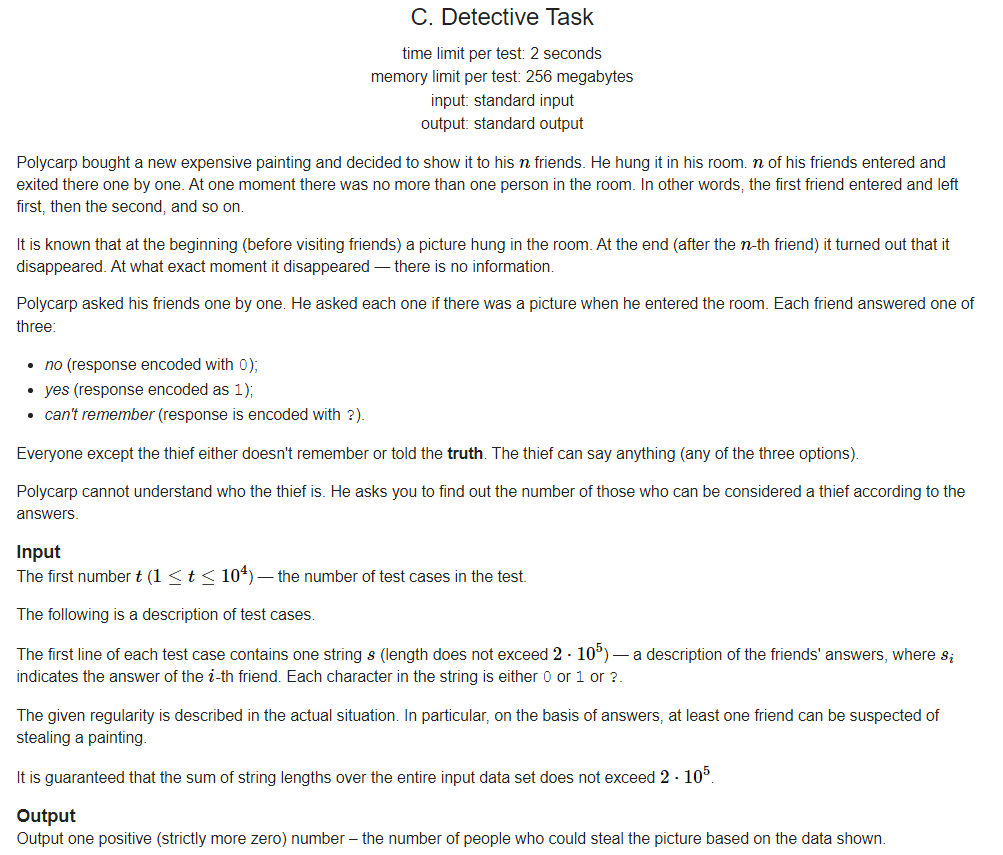 C. Detective Task
time limit per test: 2 seconds
memory limit per test: 256 megabytes
input: standard input
output: standard output
Polycarp bought a new expensive painting and decided to show it to his n friends. He hung it in his room. n of his friends entered and
exited there one by one. At one moment there was no more than one person in the room. In other words, the first friend entered and left
first, then the second, and so on.
It is known that at the beginning (before visiting friends) a picture hung in the room. At the end (after the n-th friend) it turned out that it
disappeared. At what exact moment it disappeared — there is no information.
Polycarp asked his friends one by one. He asked each one if there was a picture when he entered the room. Each friend answered one of
three:
• no (response encoded with 0);
• yes (response encoded as 1);
• can't remember (response is encoded with ?).
Everyone except the thief either doesn't remember or told the truth. The thief can say anything (any of the three options).
Polycarp cannot understand who the thief is. He asks you to find out the number of those who can be considered a thief according to the
answers.
Input
The first number t (1 ≤ t ≤ 10⁴) — the number of test cases in the test.
The following is a description of test cases.
The first line of each test case contains one string s (length does not exceed 2 · 10⁵) — a description of the friends' answers, where sᵢ
indicates the answer of the i-th friend. Each character in the string is either 0 or 1 or ?.
The given regularity is described in the actual situation. In particular, on the basis of answers, at least one friend can be suspected of
stealing a painting.
It is guaranteed that the sum of string lengths over the entire input data set does not exceed 2 · 10⁵.
Output
Output one positive (strictly more zero) number – the number of people who could steal the picture based on the data shown.